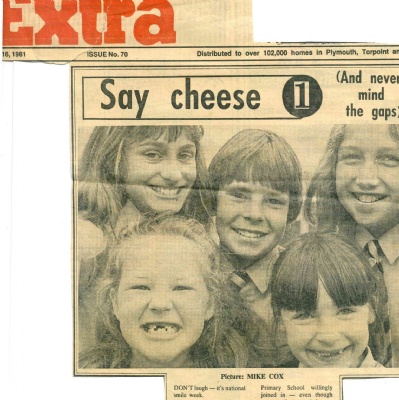 Extra
16, 1981 ISSUE No. 70 Distributed to over 102,000 homes in Plymouth, Torpoint an
Say cheese 1
(And never
mind
the gaps)
Picture: MIKE COX
DON'T laugh — it's national
smile week.
Primary School willingly
joined in — even though